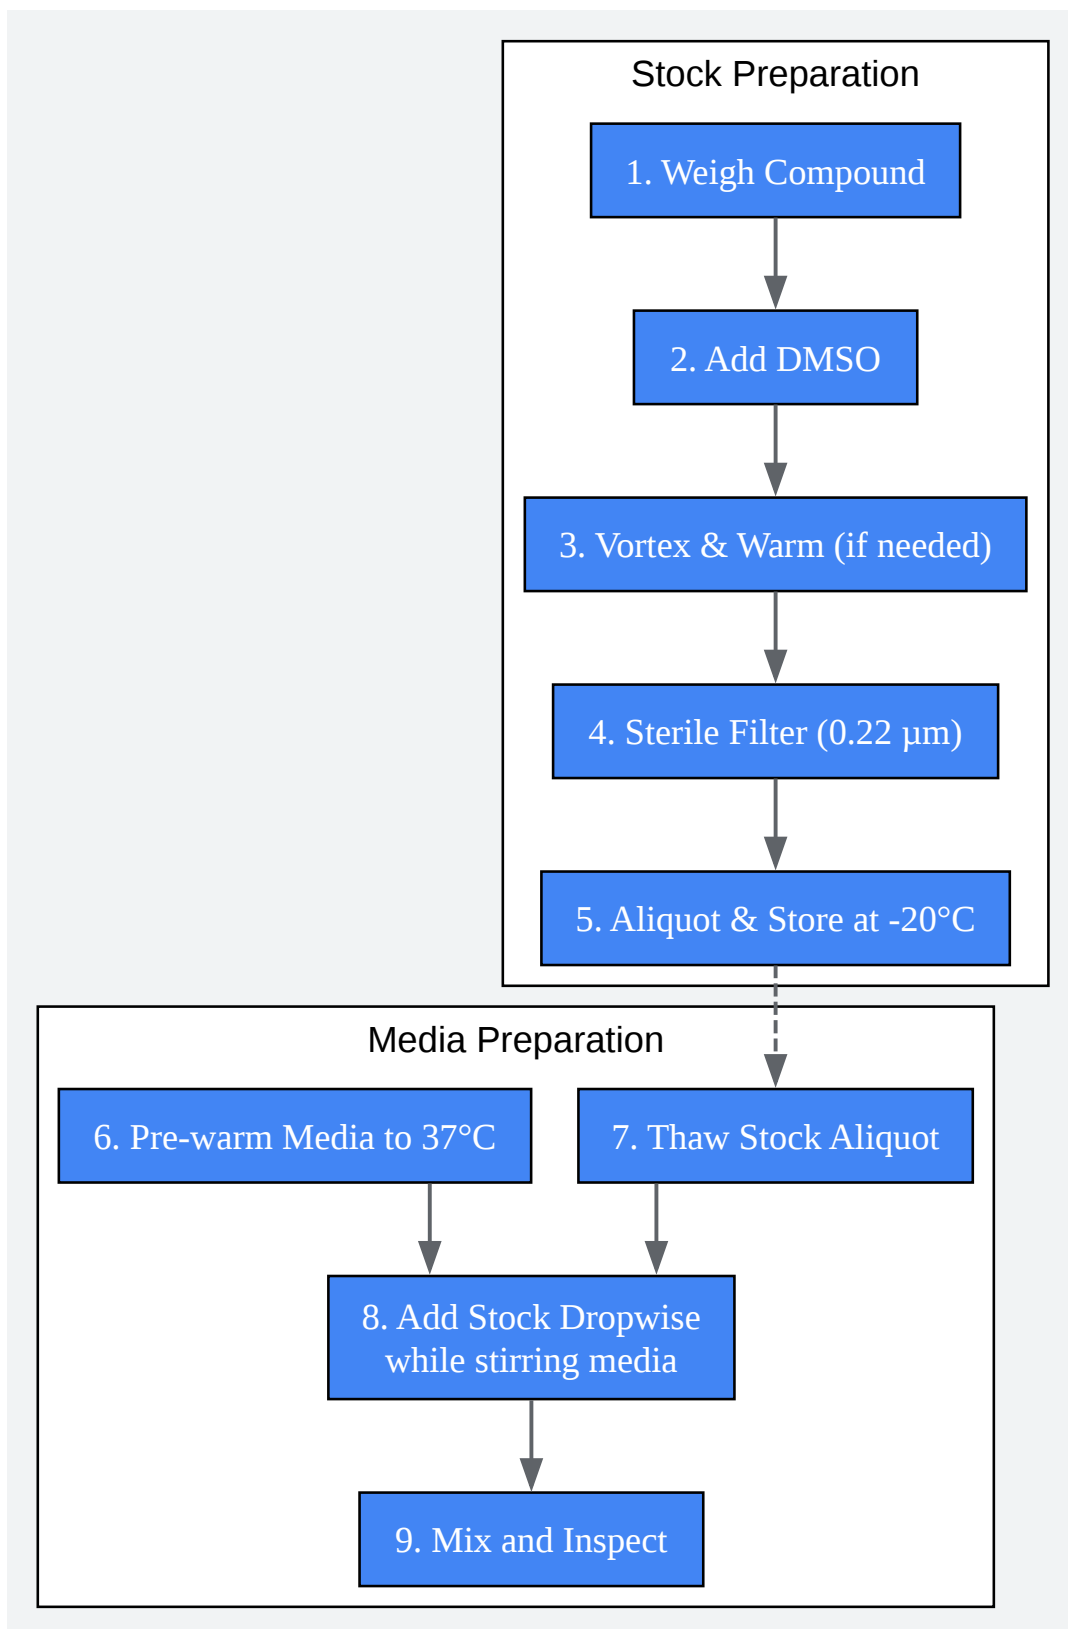 Stock Preparation
1. Weigh Compound
2. Add DMSO
3. Vortex & Warm (if needed)
4. Sterile Filter (0.22 µm)
5. Aliquot & Store at -20°C
Media Preparation
6. Pre-warm Media to 37°C
7. Thaw Stock Aliquot
8. Add Stock Dropwise
while stirring media
9. Mix and Inspect